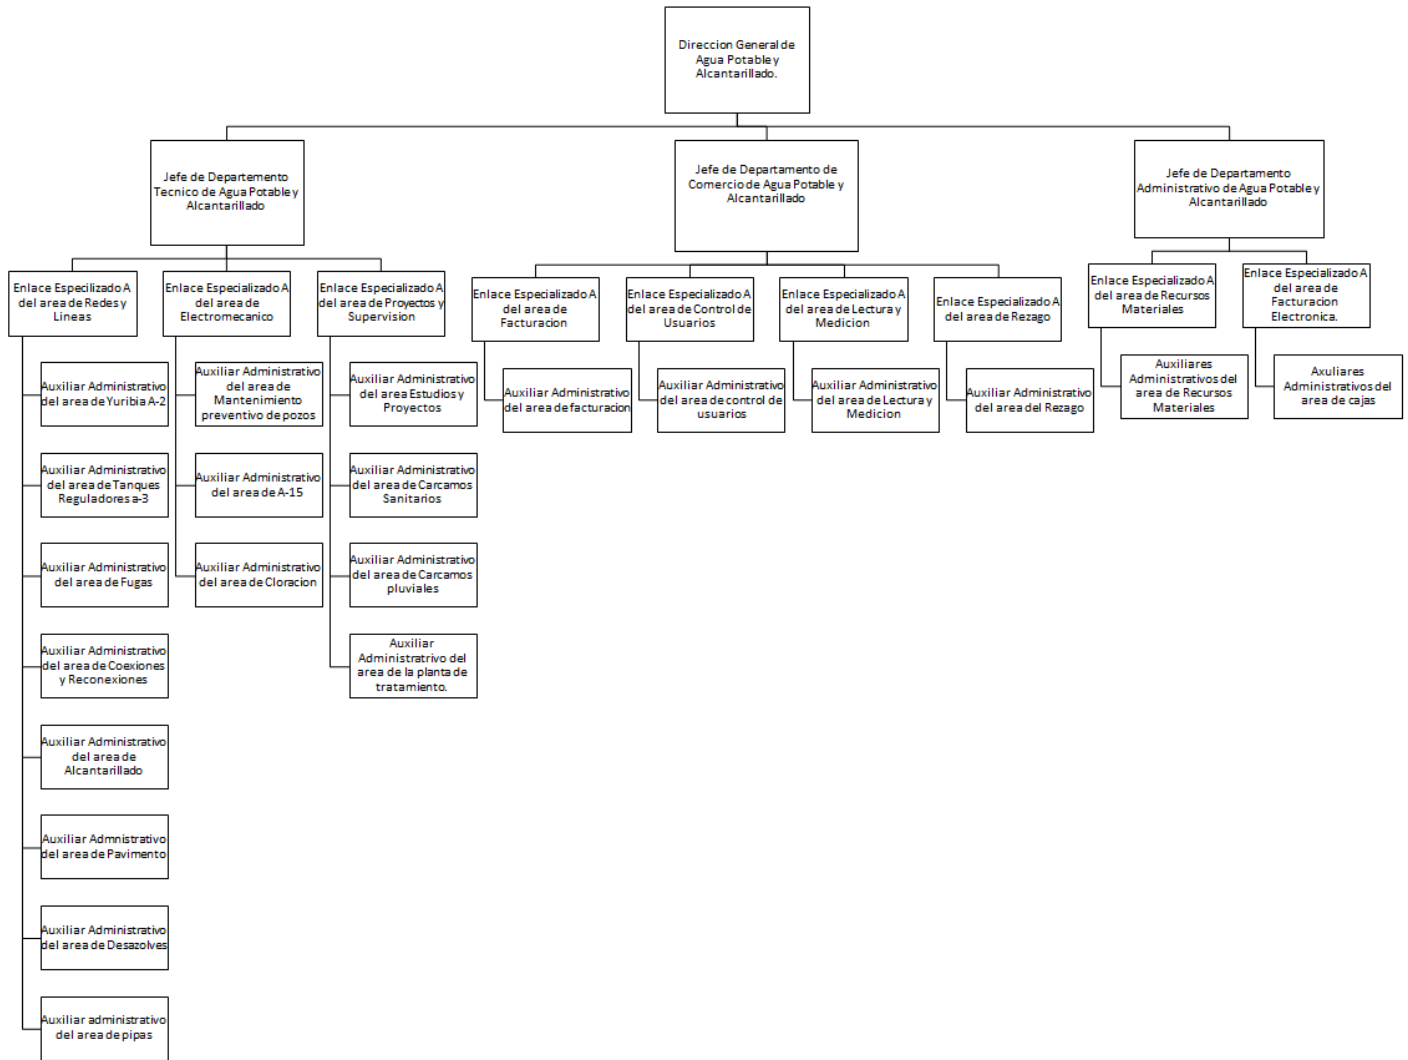 Direccion General de
Agua Potable y
Alcantarillado.
Jefe de Departemento
Tecnico de Agua Potable y
Alcantarillado
Jefe de Departamento de
Comercio de Agua Potable y
Alcantarillado
Jefe de Departamento
Administrativo de Agua Potable y
Alcantarillado
Enlace Especilizado A
del area de Redes y
Lineas
Enlace Especializado A
del area de
Electromecanico
Enlace Especializado A
del area de Proyectos y
Supervision
Enlace Especializado A
del area de
Facturacion
Enlace Especializado A
del area de Control de
Usuarios
Enlace Especializado A
del area de Lectura y
Medicion
Enlace Especializado A
del area de Rezago
Enlace Especializado A
del area de Recursos
Materiales
Enlace Especializado A
del area de
Facturacion
Electronica.
Auxiliar Administrativo
del area de Yuribia A-2
Auxiliar Administrativo
del area de
Mantenimiento
preventivo de pozos
Auxiliar Administrativo
del area Estudios y
Proyectos
Auxiliar Administrativo
del area de facturacion
Auxiliar Administrativo
del area de control de
usuarios
Auxiliar Administrativo
del area de Lectura y
Medicion
Auxiliar Administrativo
del area del Rezago
Auxiliares
Administrativos del
area de Recursos
Materiales
Axuliares
Administrativos del
area de cajas
Auxiliar Administrativo
del area de Tanques
Reguladores a-3
Auxiliar Administrativo
del area de A-15
Auxiliar Administrativo
del area de Carcamos
Sanitarios
Auxiliar Administrativo
del area de Fugas
Auxiliar Administrativo
del area de Cloracion
Auxiliar Administrativo
del area de Carcamos
pluviales
Auxiliar Administrativo
del area de Coexiones
y Reconexiones
Auxiliar
Administratrivo del
area de la planta de
tratamiento.
Auxiliar Administrativo
del area de
Alcantarillado
Auxiliar Admnistrativo
del area de Pavimento
Auxiliar Administrativo
del area de Desazolves
Auxiliar administrativo
del area de pipas